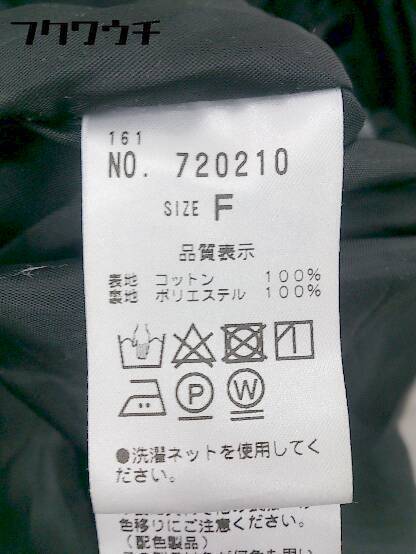 フクワウチ
161
NO. 720210
SIZE F
品質表示
表地 コットン 100%
裏地 ポリエステル 100%
P W
●洗濯ネットを使用してく
ださい。
色移りにご注意ください。
(配色製品)